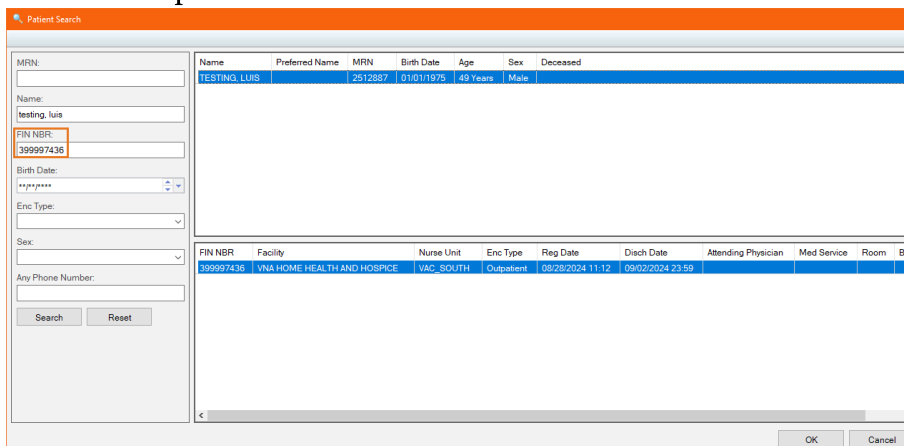 Patient Search
MRN:
Name:
testing, luis
FIN NBR:
399997436
Birth Date:
**/**/****
Enc Type:
Sex:
Any Phone Number:
Search Reset
Name Preferred Name MRN Birth Date Age Sex Deceased
TESTING, LUIS 2512887 01/01/1975 49 Years Male
FIN NBR Facility Nurse Unit Enc Type Reg Date Disch Date Attending Physician Med Service Room B
399997436 VNA HOME HEALTH AND HOSPICE VAC_SOUTH Outpatient 08/28/2024 11:12 09/02/2024 23:59
OK Cancel